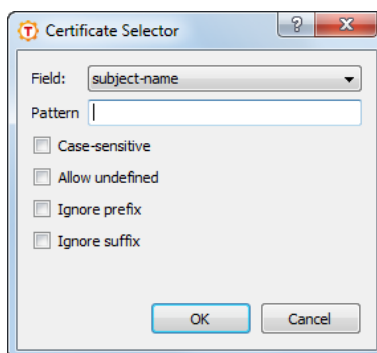 Certificate Selector
Field: subject-name
Pattern
Case-sensitive
Allow undefined
Ignore prefix
Ignore suffix
OK Cancel